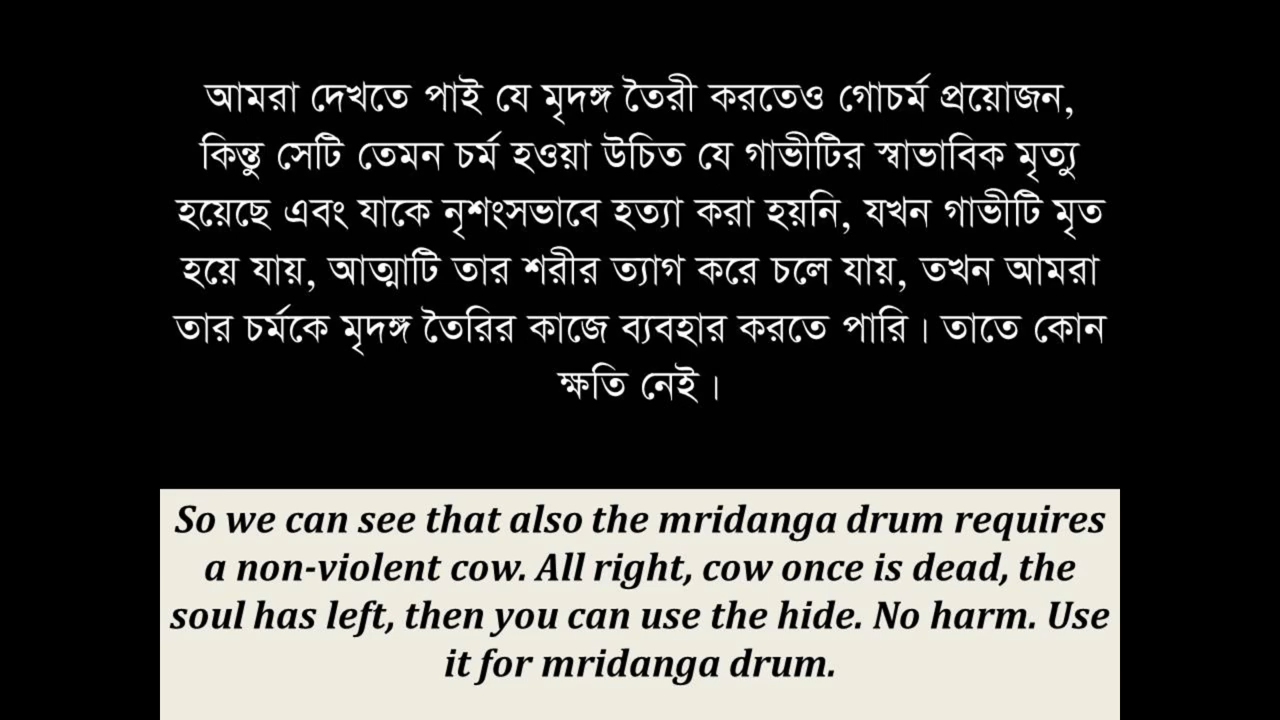 আমরা দেখতে পাই যে মৃদঙ্গ তৈরী করতেও গোচর্ম প্রয়োজন,
কিন্তু সেটি তেমন চর্ম হওয়া উচিত যে গাভীটির স্বাভাবিক মৃত্যু
হয়েছে এবং যাকে নৃশংসভাবে হত্যা করা হয়নি, যখন গাভীটি মৃত
হয়ে যায়, আত্মাটি তার শরীর ত্যাগ করে চলে যায়, তখন আমরা
তার চর্মকে মৃদঙ্গ তৈরির কাজে ব্যবহার করতে পারি । তাতে কোন
ক্ষতি নেই ।
So we can see that also the mridanga drum requires
a non-violent cow. All right, cow once is dead, the
soul has left, then you can use the hide. No harm. Use
it for mridanga drum.